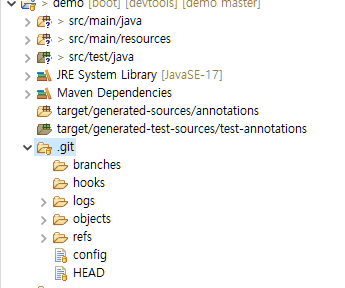 > demo [boot] [devtools] [demo master]
> src/main/java
> src/main/resources
> src/test/java
JRE System Library [JavaSE-17]
Maven Dependencies
target/generated-sources/annotations
target/generated-test-sources/test-annotations
.git
branches
hooks
logs
objects
refs
config
HEAD